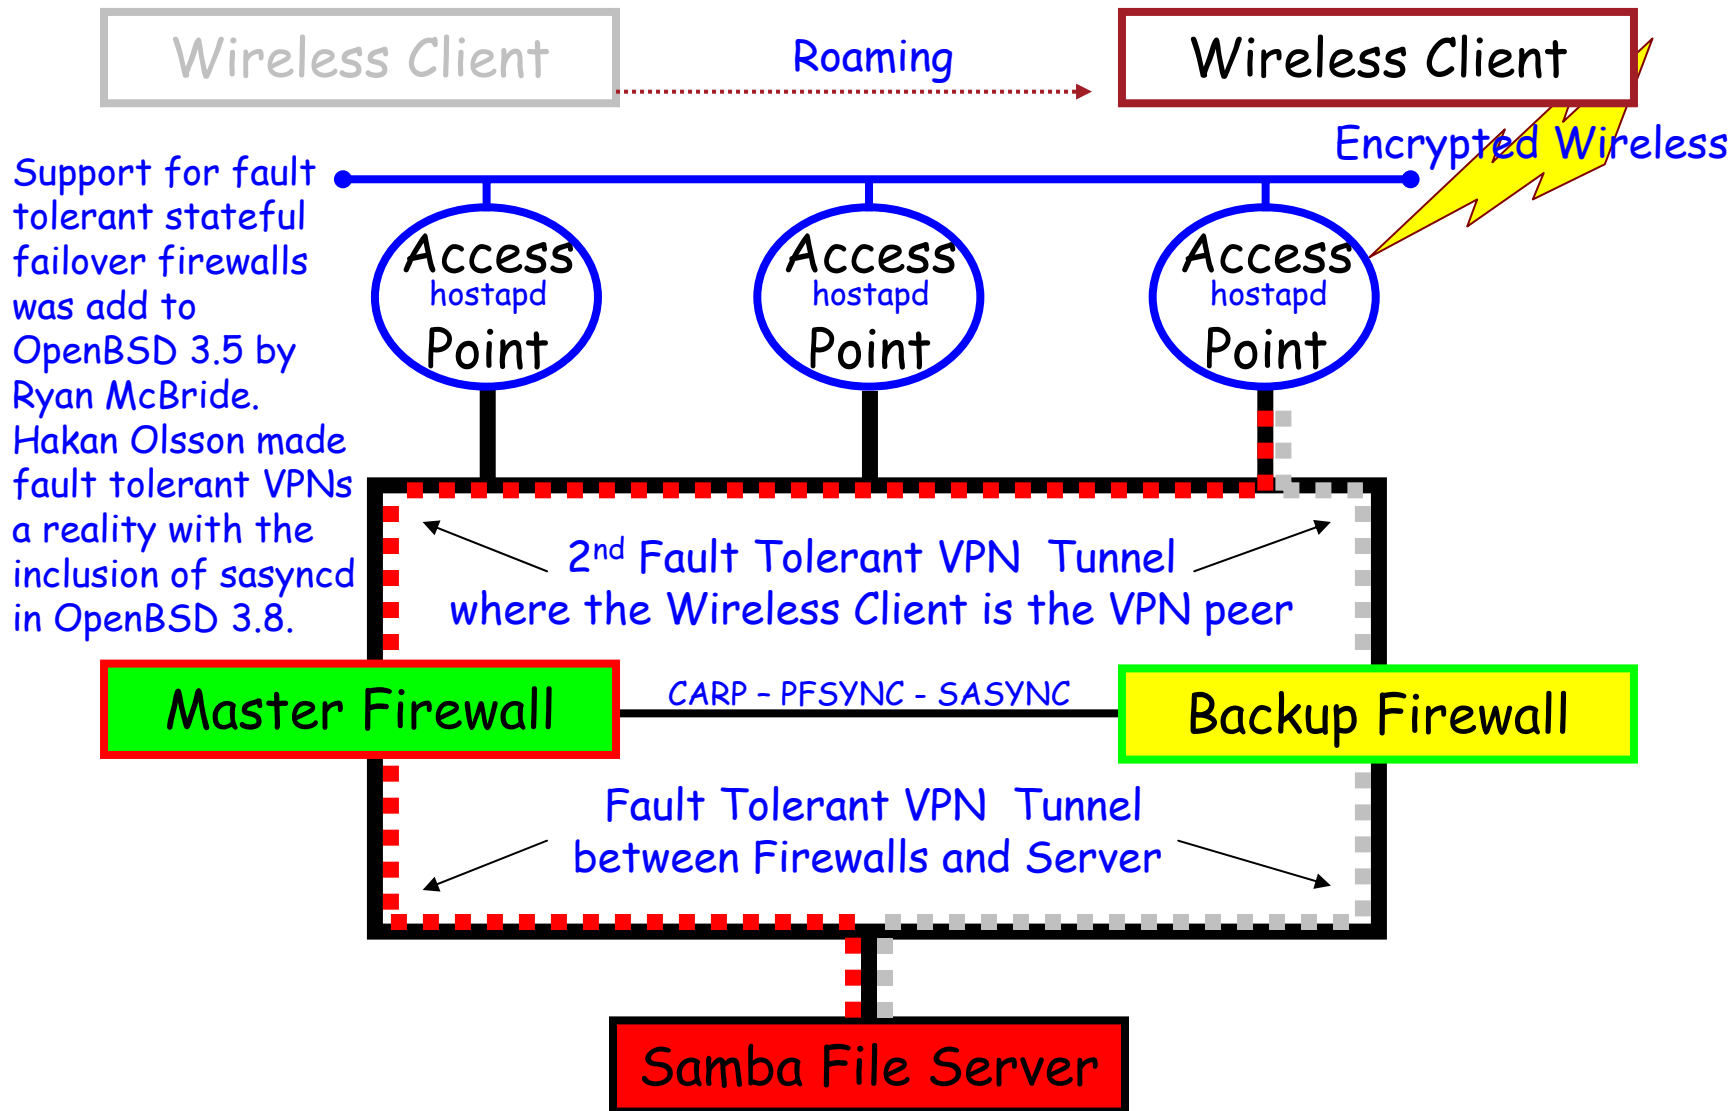 Wireless Client
Roaming
Wireless Client
Encrypted Wireless
Support for fault
tolerant stateful
failover firewalls
was add to
OpenBSD 3.5 by
Ryan McBride.
Hakan Olsson made
fault tolerant VPNs
a reality with the
inclusion of sasyncd
in OpenBSD 3.8.
Access
hostapd
Point
Access
hostapd
Point
Access
hostapd
Point
2nd Fault Tolerant VPN Tunnel
where the Wireless Client is the VPN peer
Master Firewall
CARP – PFSYNC - SASYNC
Backup Firewall
Fault Tolerant VPN Tunnel
between Firewalls and Server
Samba File Server